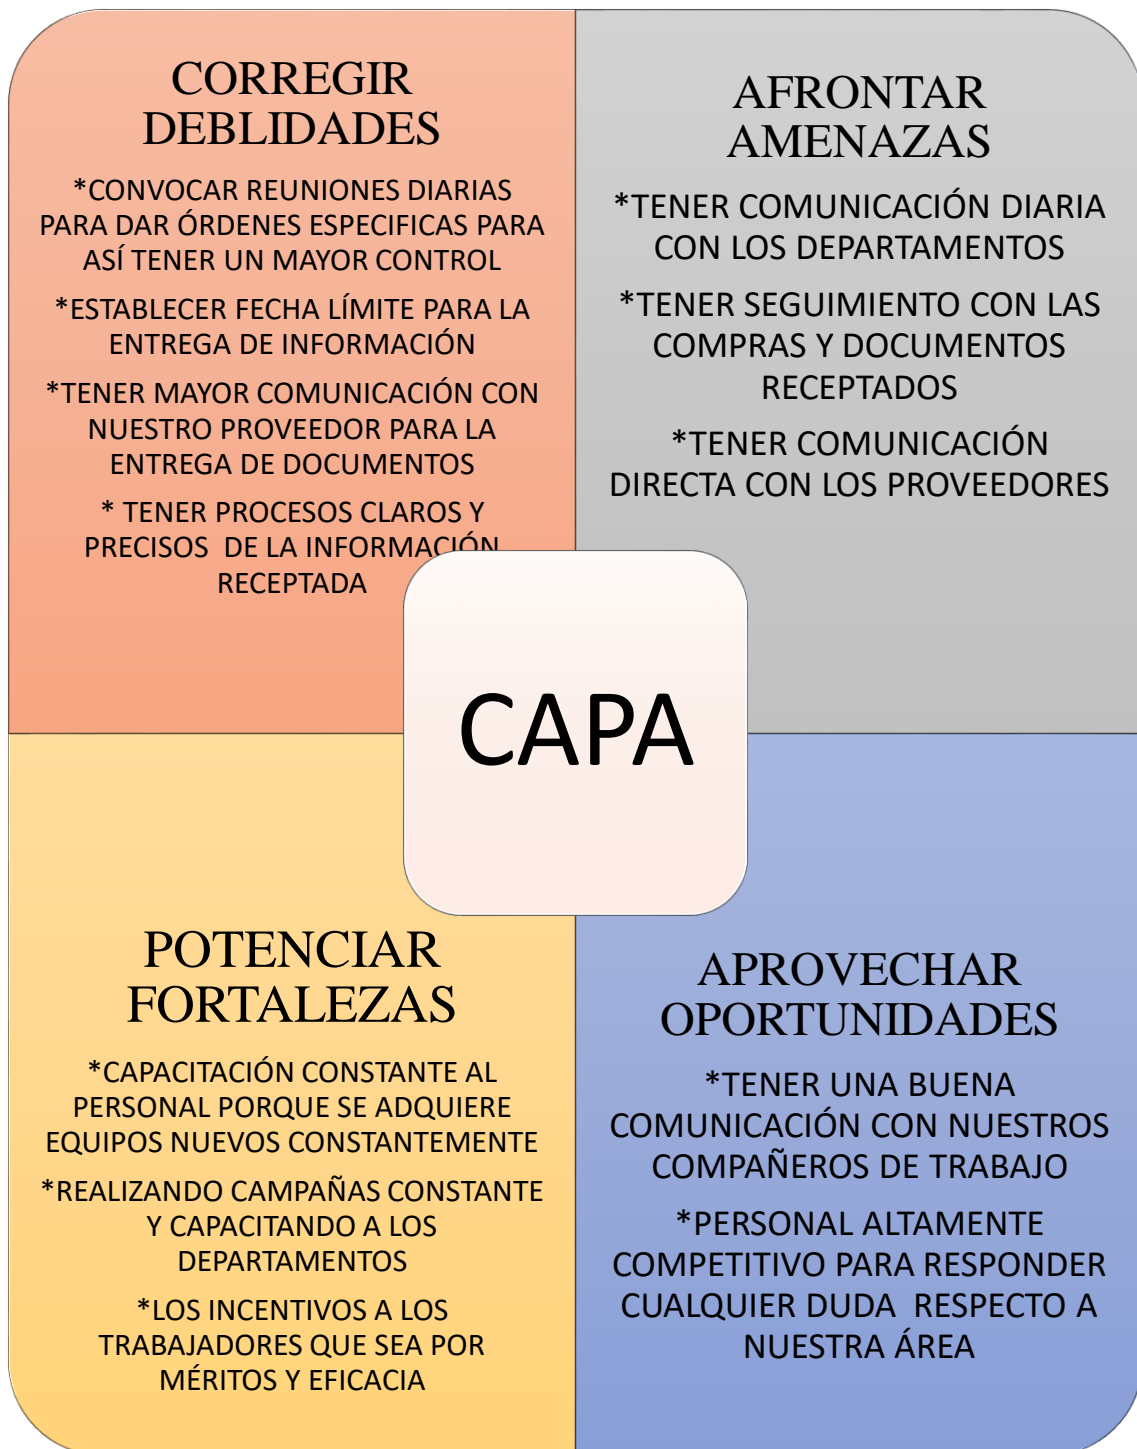 CORREGIR
DEBLIDADES
*CONVOCAR REUNIONES DIARIAS
PARA DAR ÓRDENES ESPECIFICAS PARA
ASÍ TENER UN MAYOR CONTROL
*ESTABLECER FECHA LÍMITE PARA LA
ENTREGA DE INFORMACIÓN
*TENER MAYOR COMUNICACIÓN CON
NUESTRO PROVEEDOR PARA LA
ENTREGA DE DOCUMENTOS
* TENER PROCESOS CLAROS Y
PRECISOS  DE LA INFORMACIÓN
RECEPTADA
AFRONTAR
AMENAZAS
*TENER COMUNICACIÓN DIARIA
CON LOS DEPARTAMENTOS
*TENER SEGUIMIENTO CON LAS
COMPRAS Y DOCUMENTOS
RECEPTADOS
*TENER COMUNICACIÓN
DIRECTA CON LOS PROVEEDORES
CAPA
POTENCIAR
FORTALEZAS
*CAPACITACIÓN CONSTANTE AL
PERSONAL PORQUE SE ADQUIERE
EQUIPOS NUEVOS CONSTANTEMENTE
*REALIZANDO CAMPAÑAS CONSTANTE
Y CAPACITANDO A LOS
DEPARTAMENTOS
*LOS INCENTIVOS A LOS
TRABAJADORES QUE SEA POR
MÉRITOS Y EFICACIA
APROVECHAR
OPORTUNIDADES
*TENER UNA BUENA
COMUNICACIÓN CON NUESTROS
COMPAÑEROS DE TRABAJO
*PERSONAL ALTAMENTE
COMPETITIVO PARA RESPONDER
CUALQUIER DUDA  RESPECTO A
NUESTRA ÁREA